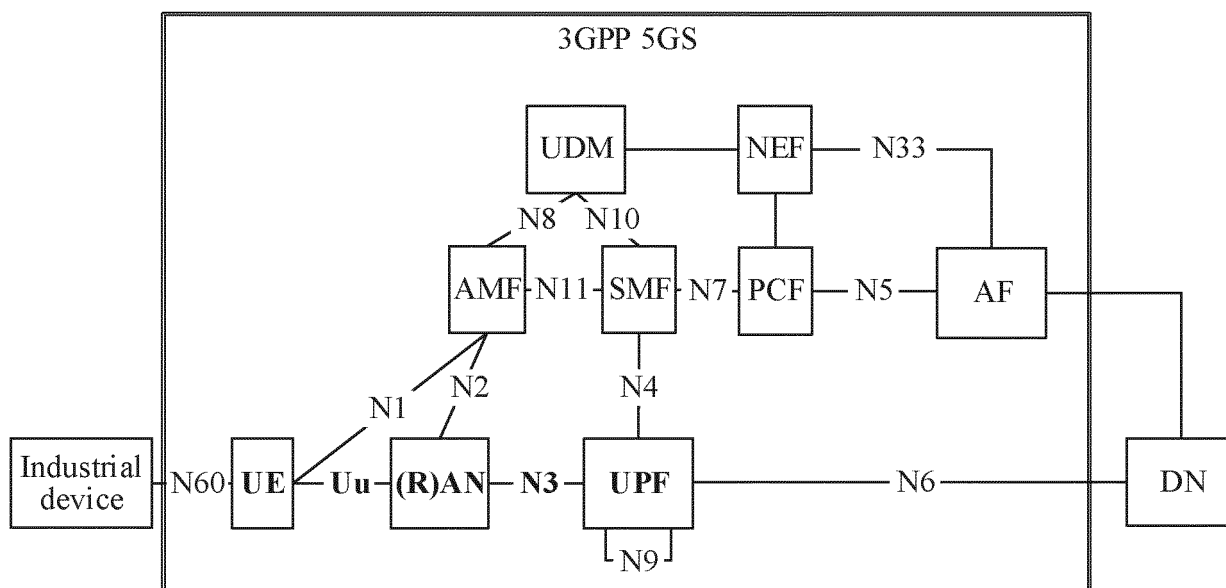 3GPP 5GS
UDM
NEF
N33
N8
N10
AMF
N11
SMF
N7
PCF
N5
AF
N1
N2
N4
Industrial
device
N60
UE
Uu
(R)AN
N3
UPF
N6
DN
N9